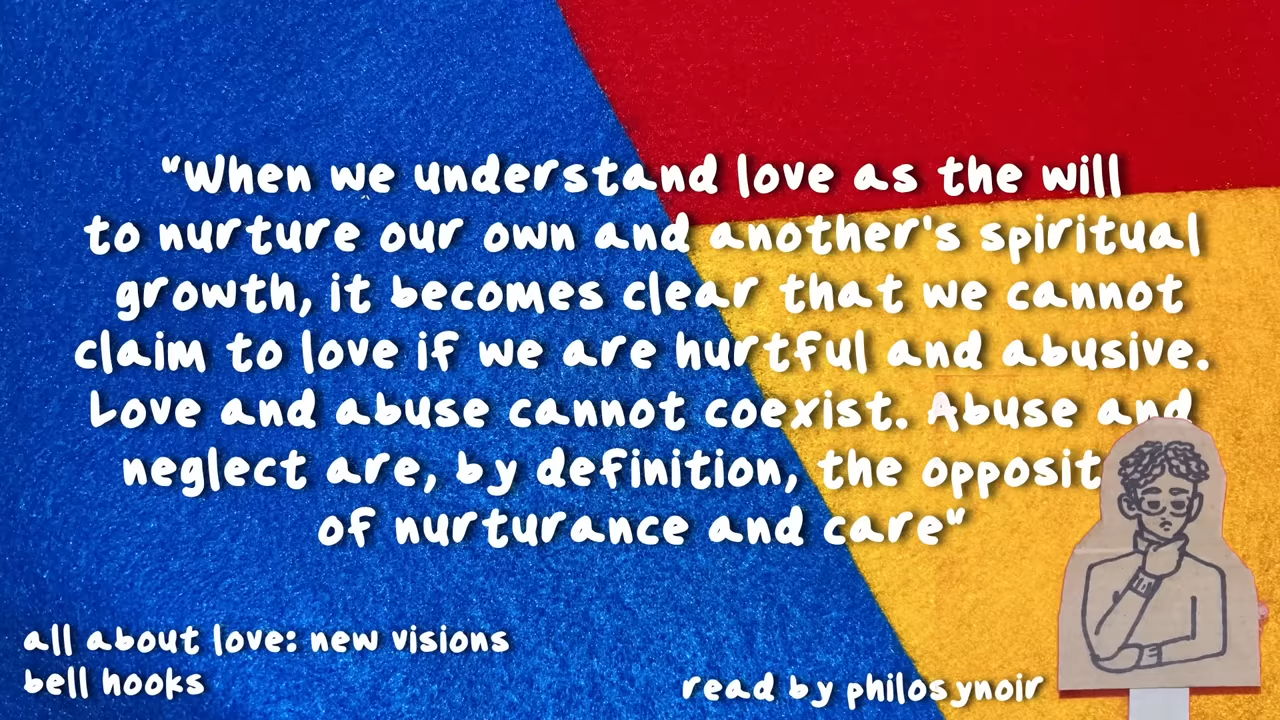 "When we understand love as the will
to nurture our own and another's spiritual
growth, it becomes clear that we cannot
claim to love if we are hurtful and abusive.
Love and abuse cannot coexist. Abuse and
neglect are, by definition, the opposit
of nurturance and care"
all about love: new visions
bell hooks
read by philosynoir